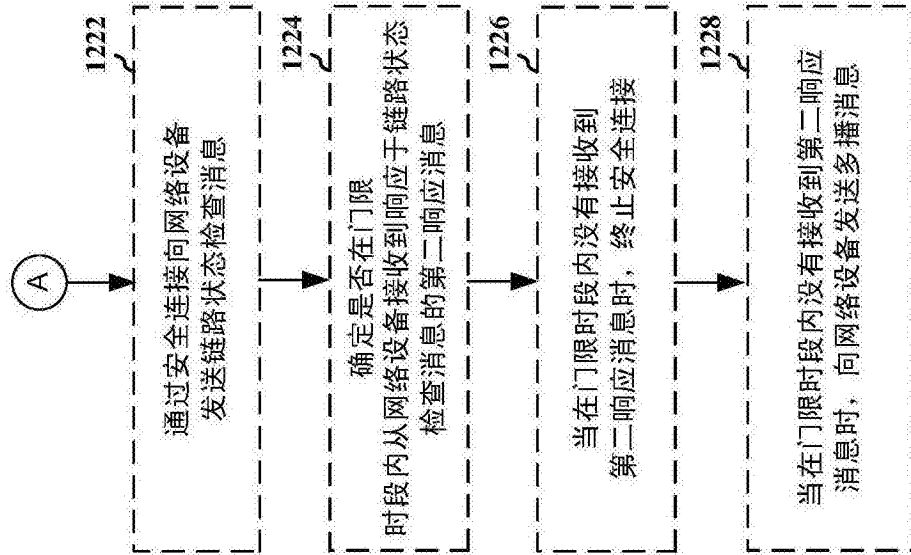 A
1222
通过安全连接向网络设备
发送链路状态检查消息
1224
确定是否在门限
时段内从网络设备接收到响应于链路状态
检查消息的第二响应消息
1226
当在门限时段内没有接收到
第二响应消息时，终止安全连接
1228
当在门限时段内没有接收到第二响应
消息时，向网络设备发送多播消息